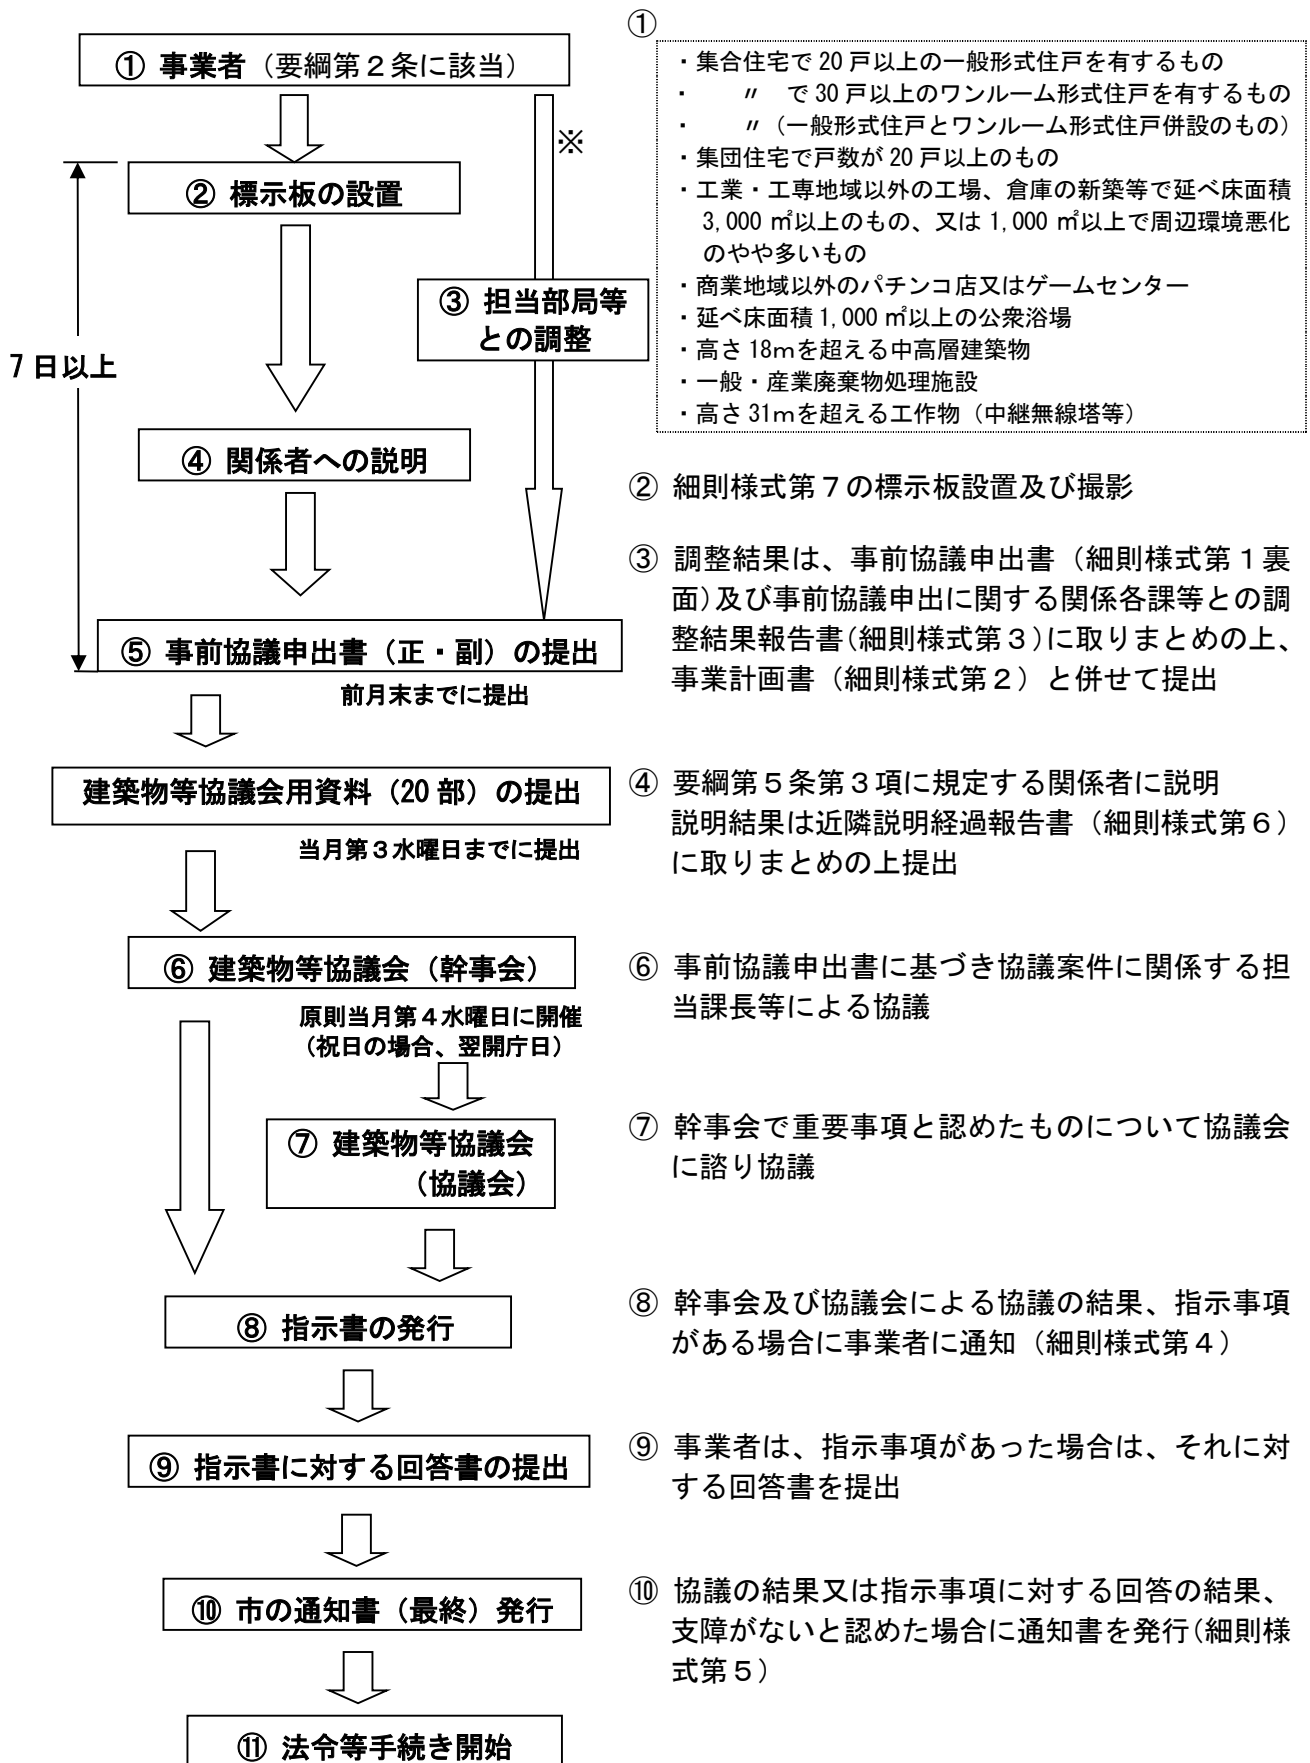 ① 事業者（要綱第２条に該当）
※
② 標示板の設置
③ 担当部局等
との調整
７日以上
④ 関係者への説明
⑤ 事前協議申出書（正・副）の提出
前月末までに提出
建築物等協議会用資料（20 部）の提出
当月第３水曜日までに提出
⑥ 建築物等協議会（幹事会）
原則当月第４水曜日に開催
（祝日の場合、翌開庁日）
⑦ 建築物等協議会
（協議会）
⑧ 指示書の発行
⑨ 指示書に対する回答書の提出
⑩ 市の通知書（最終）発行
⑪ 法令等手続き開始
①
・集合住宅で 20 戸以上の一般形式住戸を有するもの
・　　〃　で 30 戸以上のワンルーム形式住戸を有するもの
・　　〃（一般形式住戸とワンルーム形式住戸併設のもの）
・集団住宅で戸数が 20 戸以上のもの
・工業・工専地域以外の工場、倉庫の新築等で延べ床面積
3,000 ㎡以上のもの、又は 1,000 ㎡以上で周辺環境悪化
のやや多いもの
・商業地域以外のパチンコ店又はゲームセンター
・延べ床面積 1,000 ㎡以上の公衆浴場
・高さ 18ｍを超える中高層建築物
・一般・産業廃棄物処理施設
・高さ 31ｍを超える工作物（中継無線塔等）
② 細則様式第７の標示板設置及び撮影
③ 調整結果は、事前協議申出書（細則様式第１裏
面）及び事前協議申出に関する関係各課等との調
整結果報告書（細則様式第３）に取りまとめの上、
事業計画書（細則様式第２）と併せて提出
④ 要綱第５条第３項に規定する関係者に説明
説明結果は近隣説明経過報告書（細則様式第６）
に取りまとめの上提出
⑥ 事前協議申出書に基づき協議案件に関係する担
当課長等による協議
⑦ 幹事会で重要事項と認めたものについて協議会
に諮り協議
⑧ 幹事会及び協議会による協議の結果、指示事項
がある場合に事業者に通知（細則様式第４）
⑨ 事業者は、指示事項があった場合は、それに対
する回答書を提出
⑩ 協議の結果又は指示事項に対する回答の結果、
支障がないと認めた場合に通知書を発行（細則様
式第５）